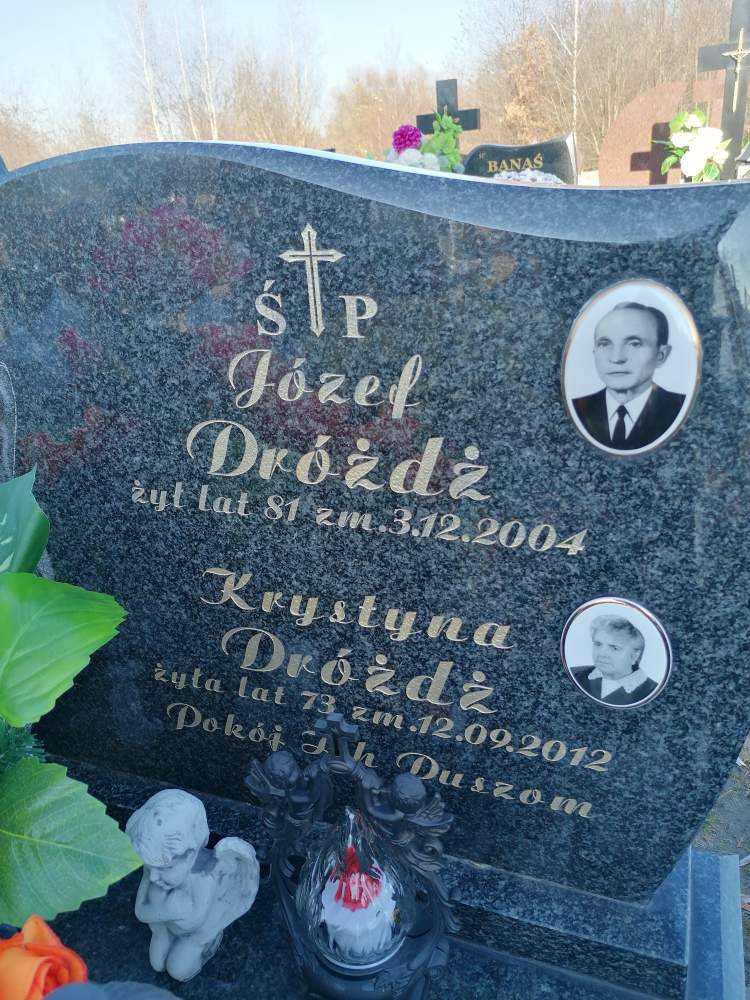 BANAŚ
Ś P
Józef
Dróżdż
żył lat 81 zm.3.12.2004
Krystyna
Dróżdż
żyła lat 73 zm.12.09.2012
Pokój Ich Duszom